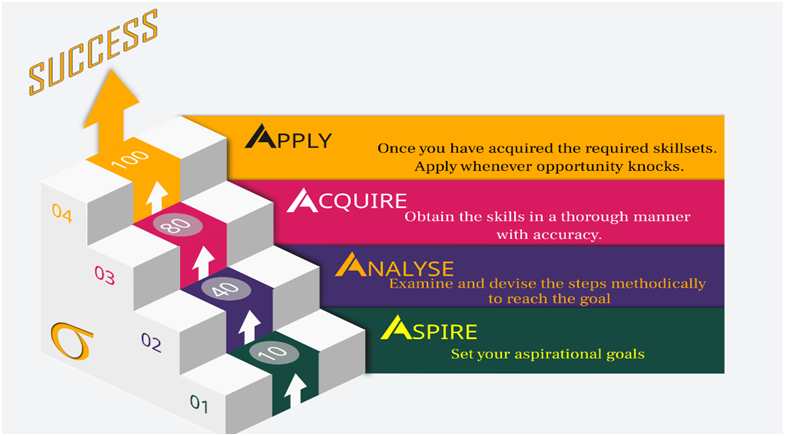 SUCCESS
APPLY
Once you have acquired the required skillsets.
Apply whenever opportunity knocks.
100
04
ACQUIRE
Obtain the skills in a thorough manner
with accuracy.
80
03
ANALYSE
Examine and devise the steps methodically
to reach the goal
40
02
ASPIRE
Set your aspirational goals
10
01
σ